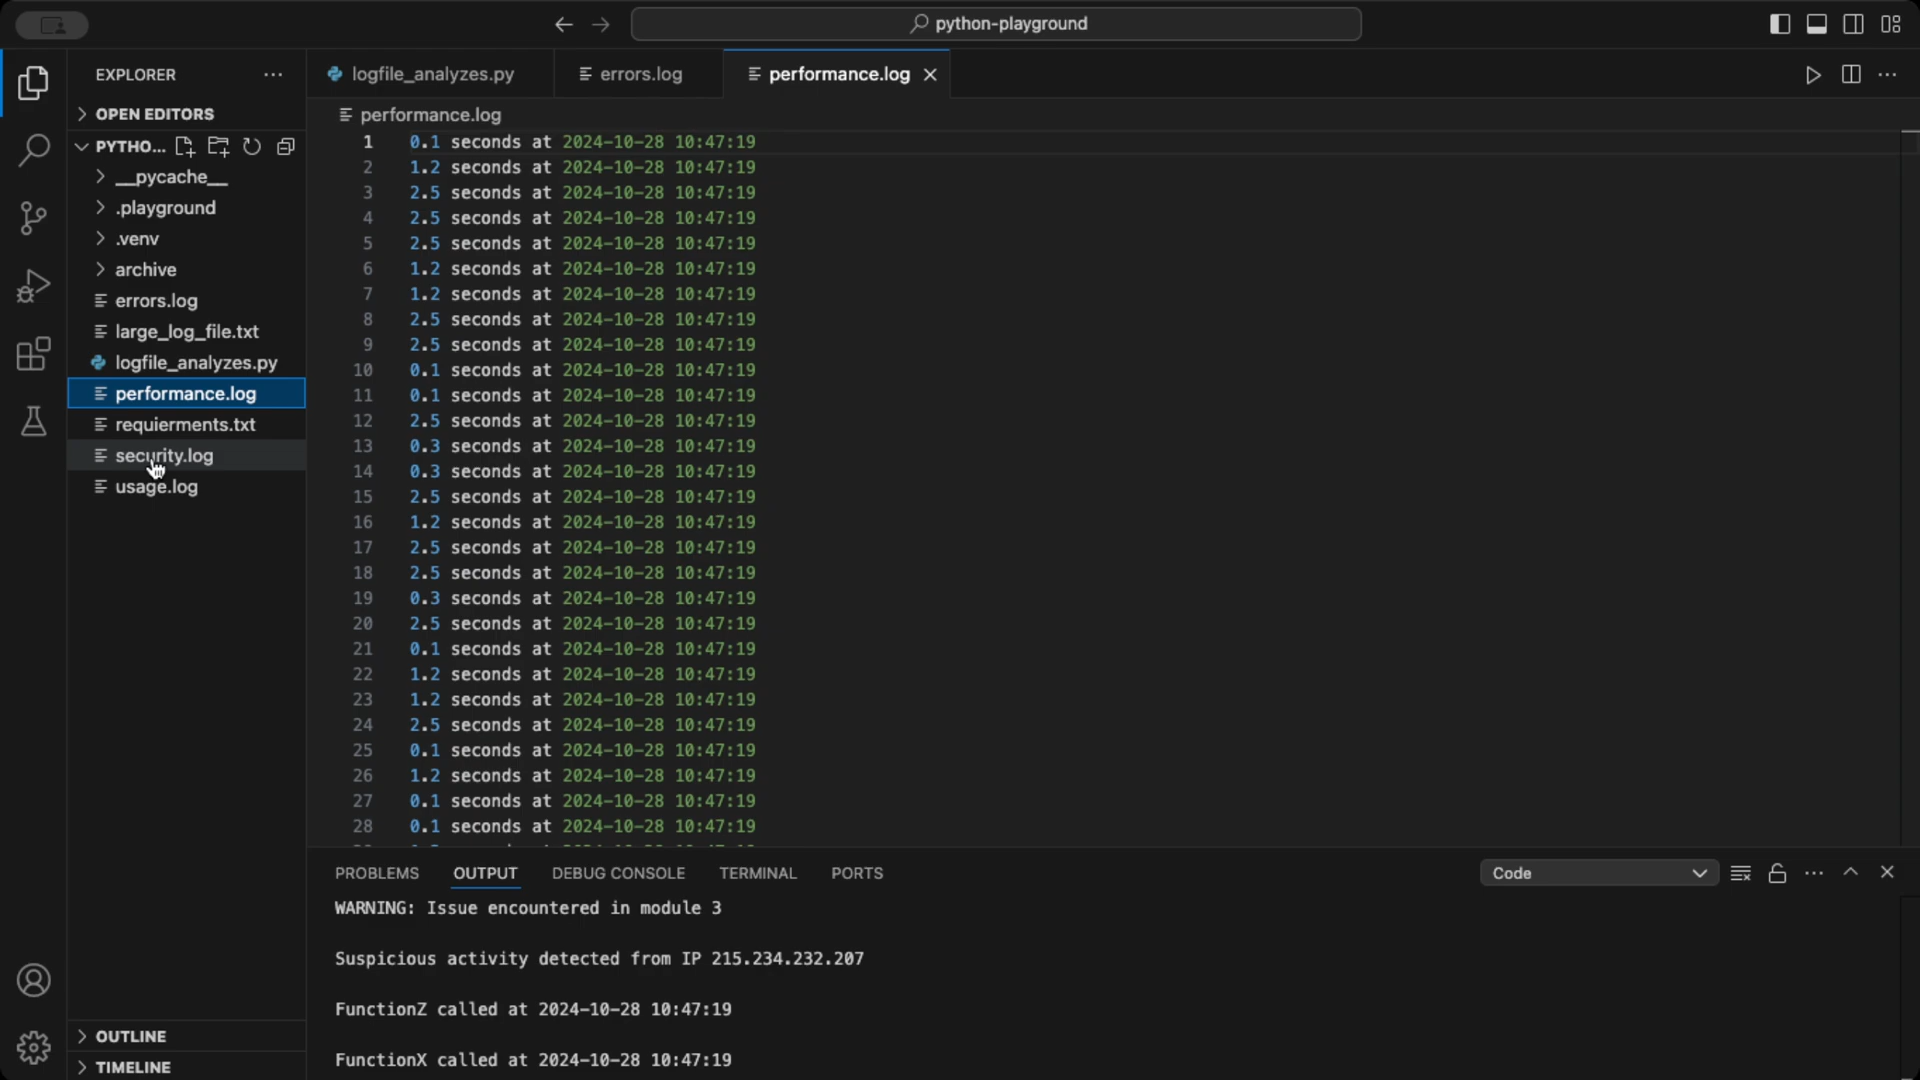 python-playground
EXPLORER
OPEN EDITORS
PYTHO...
__pycache__
.playground
.venv
archive
errors.log
large_log_file.txt
logfile_analyzes.py
performance.log
requierments.txt
security.log
usage.log
OUTLINE
TIMELINE
logfile_analyzes.py
errors.log
performance.log
performance.log
1 0.1 seconds at 2024-10-28 10:47:19
2 1.2 seconds at 2024-10-28 10:47:19
3 2.5 seconds at 2024-10-28 10:47:19
4 2.5 seconds at 2024-10-28 10:47:19
5 2.5 seconds at 2024-10-28 10:47:19
6 1.2 seconds at 2024-10-28 10:47:19
7 1.2 seconds at 2024-10-28 10:47:19
8 2.5 seconds at 2024-10-28 10:47:19
9 2.5 seconds at 2024-10-28 10:47:19
10 0.1 seconds at 2024-10-28 10:47:19
11 0.1 seconds at 2024-10-28 10:47:19
12 2.5 seconds at 2024-10-28 10:47:19
13 0.3 seconds at 2024-10-28 10:47:19
14 0.3 seconds at 2024-10-28 10:47:19
15 2.5 seconds at 2024-10-28 10:47:19
16 1.2 seconds at 2024-10-28 10:47:19
17 2.5 seconds at 2024-10-28 10:47:19
18 2.5 seconds at 2024-10-28 10:47:19
19 0.3 seconds at 2024-10-28 10:47:19
20 2.5 seconds at 2024-10-28 10:47:19
21 0.1 seconds at 2024-10-28 10:47:19
22 1.2 seconds at 2024-10-28 10:47:19
23 1.2 seconds at 2024-10-28 10:47:19
24 2.5 seconds at 2024-10-28 10:47:19
25 0.1 seconds at 2024-10-28 10:47:19
26 1.2 seconds at 2024-10-28 10:47:19
27 0.1 seconds at 2024-10-28 10:47:19
28 0.1 seconds at 2024-10-28 10:47:19
PROBLEMS OUTPUT DEBUG CONSOLE TERMINAL PORTS
Code
WARNING: Issue encountered in module 3
Suspicious activity detected from IP 215.234.232.207
FunctionZ called at 2024-10-28 10:47:19
FunctionX called at 2024-10-28 10:47:19